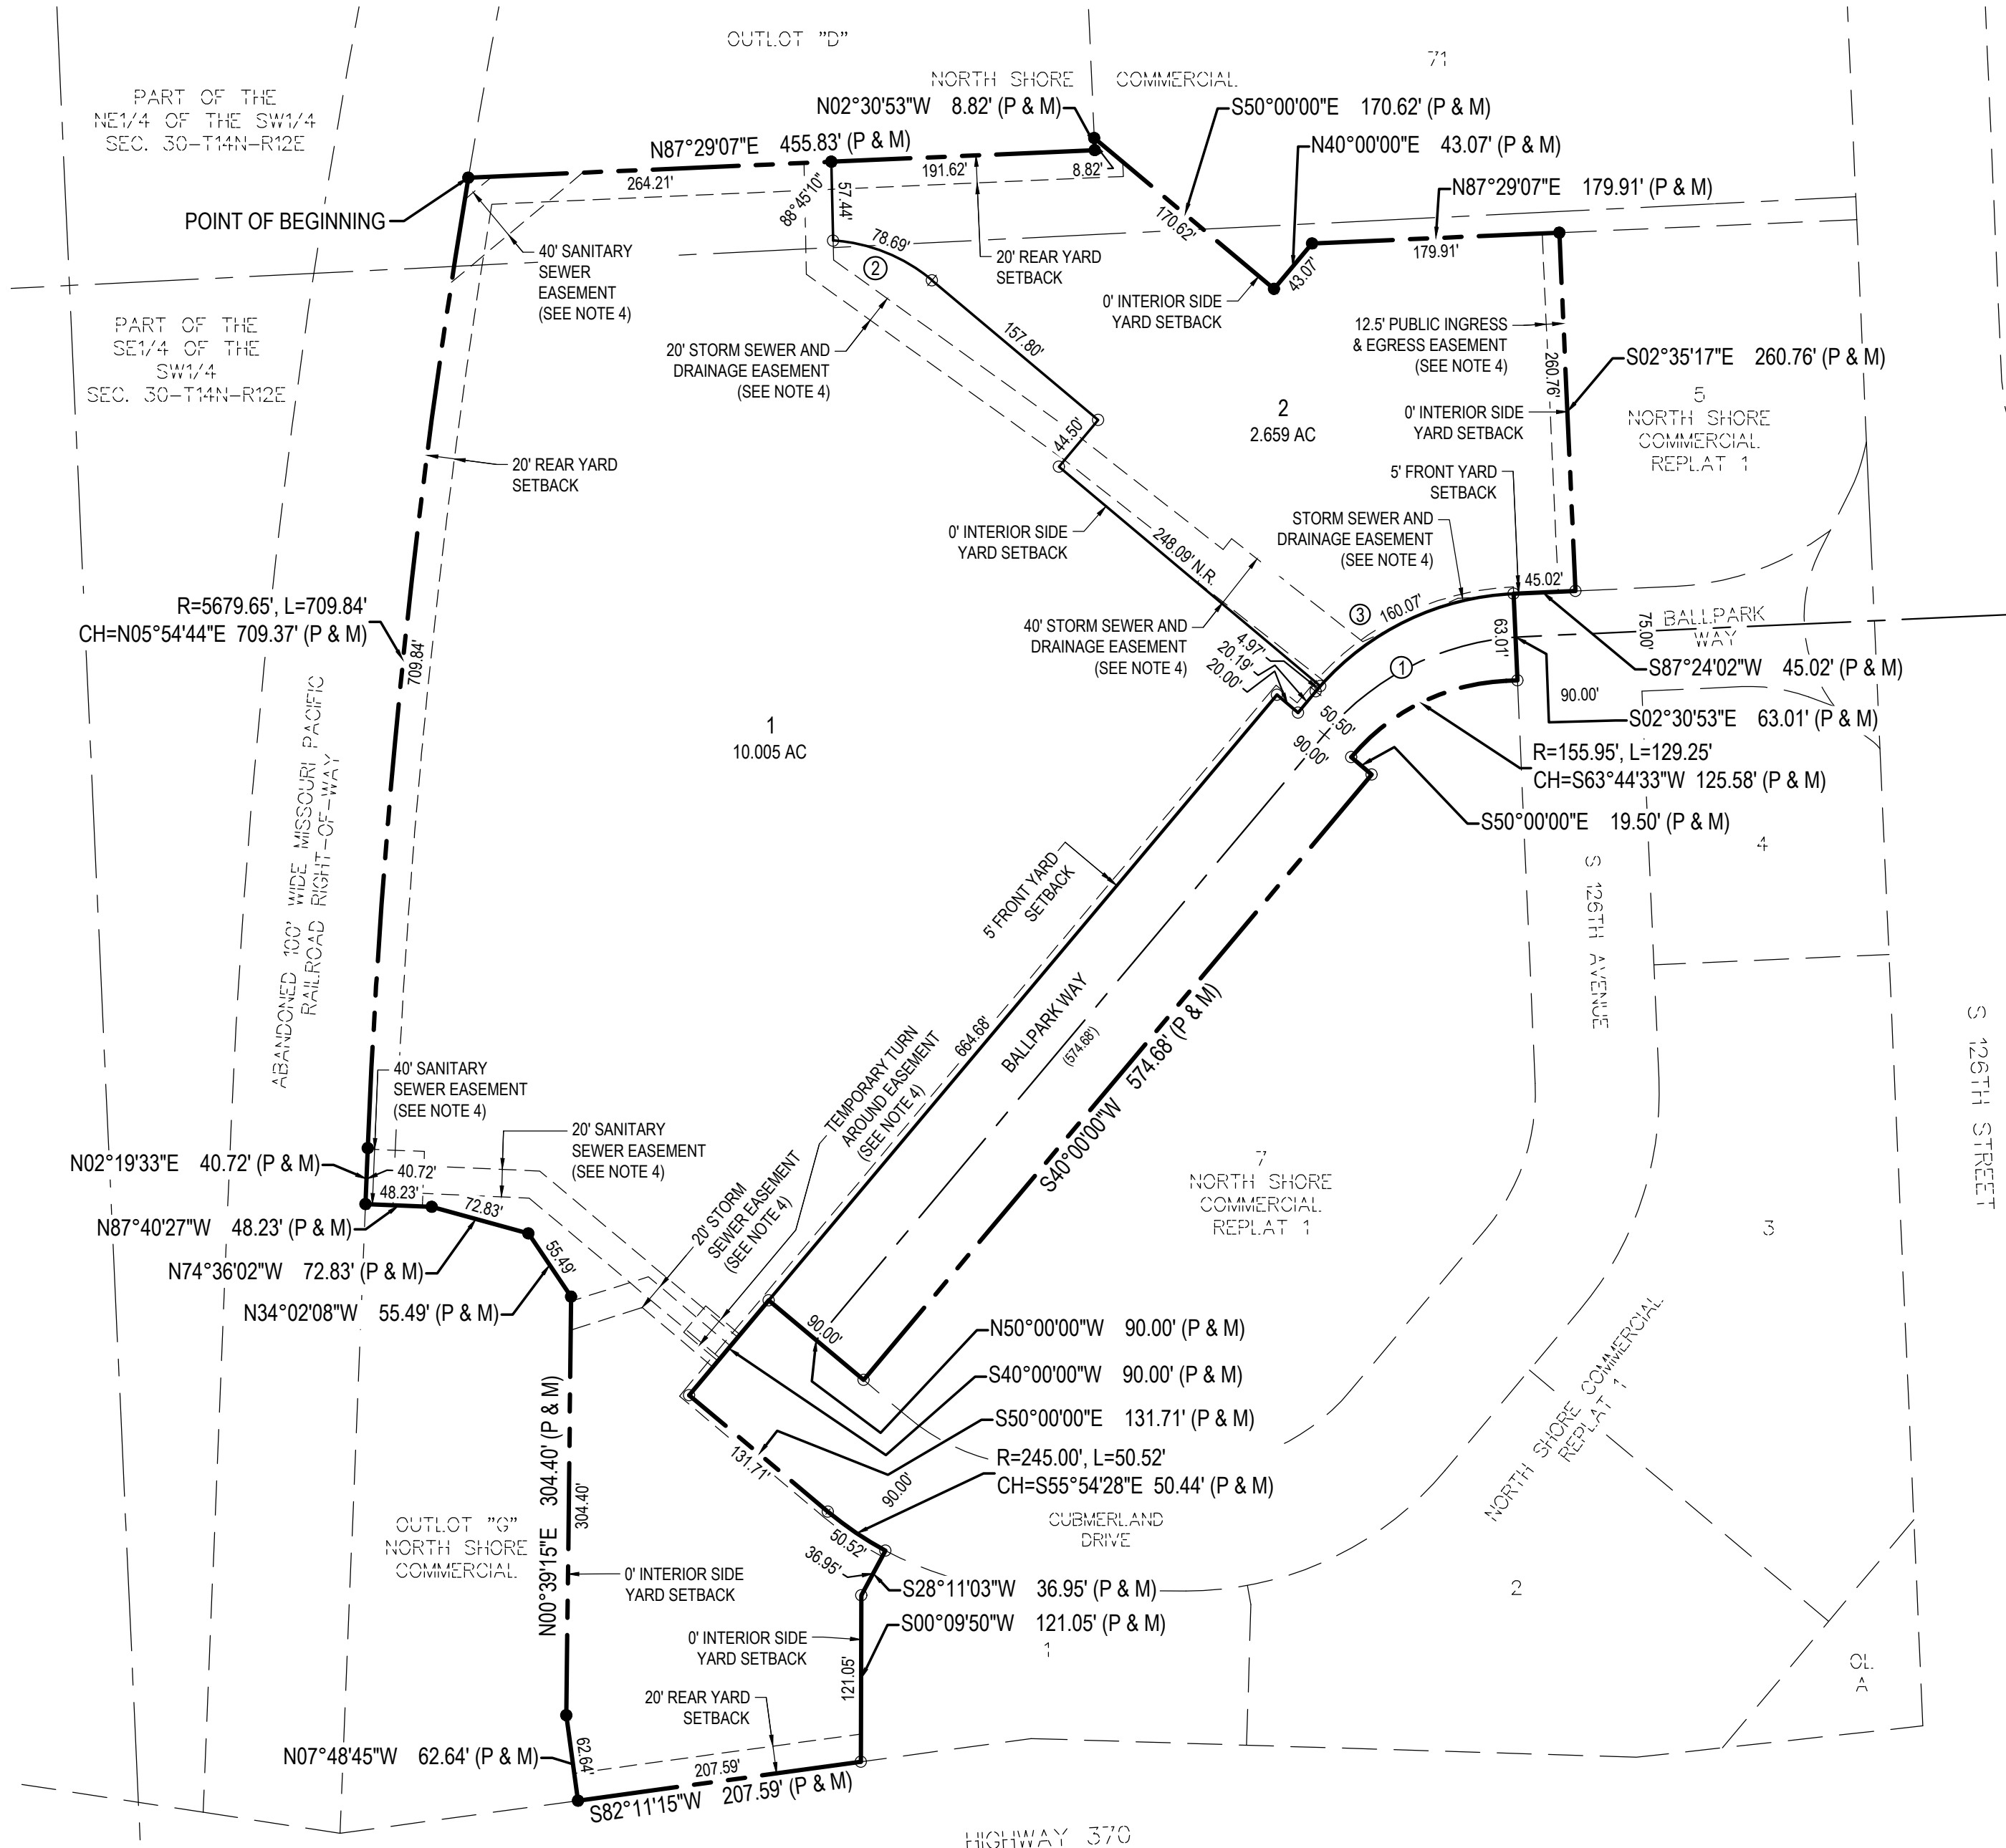 OUTLOT "D"
71
NORTH SHORE COMMERCIAL
PART OF THE
NE1/4 OF THE SW1/4
SEC. 30-T14N-R12E
N02°30'53"W 8.82' (P & M)
S50°00'00"E 170.62' (P & M)
N87°29'07"E 455.83' (P & M)
N40°00'00"E 43.07' (P & M)
N87°29'07"E 179.91' (P & M)
264.21'
191.62'
8.82'
88°45'10"
57.44'
POINT OF BEGINNING
170.62'
78.69'
2
43.07'
179.91'
40' SANITARY
SEWER
EASEMENT
(SEE NOTE 4)
20' REAR YARD
SETBACK
0' INTERIOR SIDE
YARD SETBACK
PART OF THE
SE1/4 OF THE
SW1/4
SEC. 30-T14N-R12E
12.5' PUBLIC INGRESS
& EGRESS EASEMENT
(SEE NOTE 4)
260.76'
S02°35'17"E 260.76' (P & M)
20' STORM SEWER AND
DRAINAGE EASEMENT
(SEE NOTE 4)
157.80'
44.50'
2
2.659 AC
0' INTERIOR SIDE
YARD SETBACK
5
NORTH SHORE
COMMERCIAL
REPLAT 1
20' REAR YARD
SETBACK
5' FRONT YARD
SETBACK
0' INTERIOR SIDE
YARD SETBACK
248.09' N.R.
STORM SEWER AND
DRAINAGE EASEMENT
(SEE NOTE 4)
45.02'
3
160.07'
R=5679.65', L=709.84'
CH=N05°54'44"E 709.37' (P & M)
709.84'
40' STORM SEWER AND
DRAINAGE EASEMENT
(SEE NOTE 4)
4.97'
20.19'
20.00'
63.01'
75.00'
BALLPARK
WAY
1
S87°24'02"W 45.02' (P & M)
90.00'
S02°30'53"E 63.01' (P & M)
50.50'
90.00'
R=155.95', L=129.25'
CH=S63°44'33"W 125.58' (P & M)
S50°00'00"E 19.50' (P & M)
1
10.005 AC
ABANDONED 100' WIDE MISSOURI PACIFIC
RAILROAD RIGHT-OF-WAY
4
5' FRONT YARD
SETBACK
S 126TH AVENUE
S 126TH STREET
664.68'
BALLPARK WAY
(574.68')
S40°00'00"W 574.68' (P & M)
TEMPORARY TURN
AROUND EASEMENT
(SEE NOTE 4)
40' SANITARY
SEWER EASEMENT
(SEE NOTE 4)
20' SANITARY
SEWER EASEMENT
(SEE NOTE 4)
N02°19'33"E 40.72' (P & M)
40.72'
48.23'
72.83'
N87°40'27"W 48.23' (P & M)
55.49'
20' STORM
SEWER EASEMENT
(SEE NOTE 4)
7
NORTH SHORE
COMMERCIAL
REPLAT 1
3
N74°36'02"W 72.83' (P & M)
N34°02'08"W 55.49' (P & M)
90.00'
N50°00'00"W 90.00' (P & M)
S40°00'00"W 90.00' (P & M)
S50°00'00"E 131.71' (P & M)
NORTH SHORE COMMERCIAL
REPLAT 1
N00°39'15"E 304.40' (P & M)
304.40'
131.71'
R=245.00', L=50.52'
CH=S55°54'28"E 50.44' (P & M)
90.00'
50.52'
36.95'
CUBMERLAND
DRIVE
OUTLOT "G"
NORTH SHORE
COMMERCIAL
0' INTERIOR SIDE
YARD SETBACK
S28°11'03"W 36.95' (P & M)
2
S00°09'50"W 121.05' (P & M)
0' INTERIOR SIDE
YARD SETBACK
1
121.05'
OL
A
20' REAR YARD
SETBACK
N07°48'45"W 62.64' (P & M)
62.64'
207.59'
S82°11'15"W 207.59' (P & M)
HIGHWAY 370